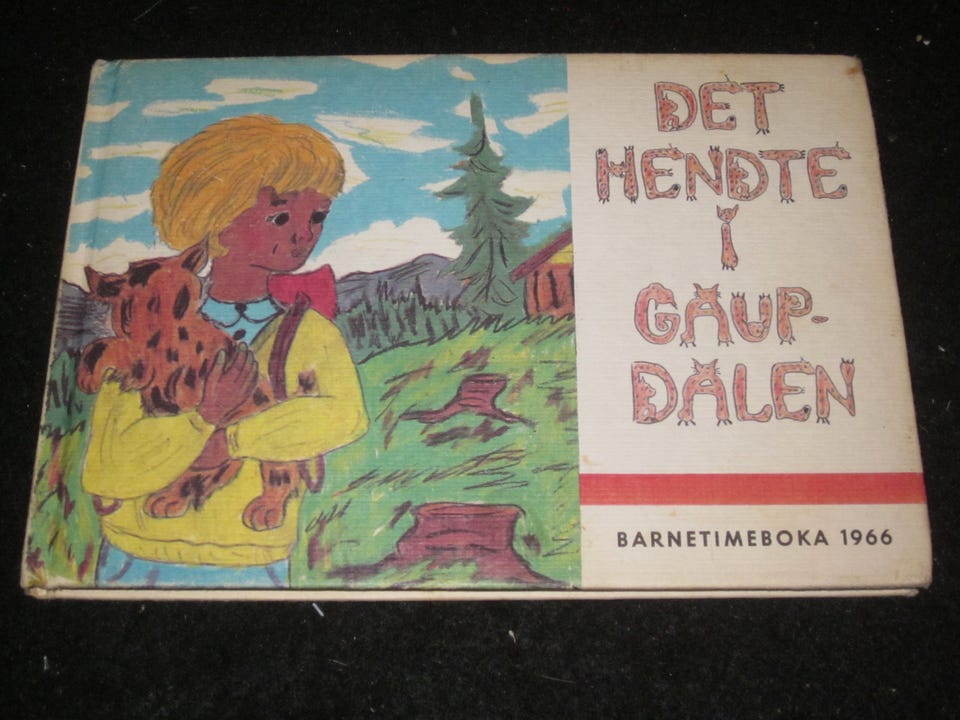 DET
HENDTE
I
GAUP-
DALEN
BARNETIMEBOKA 1966